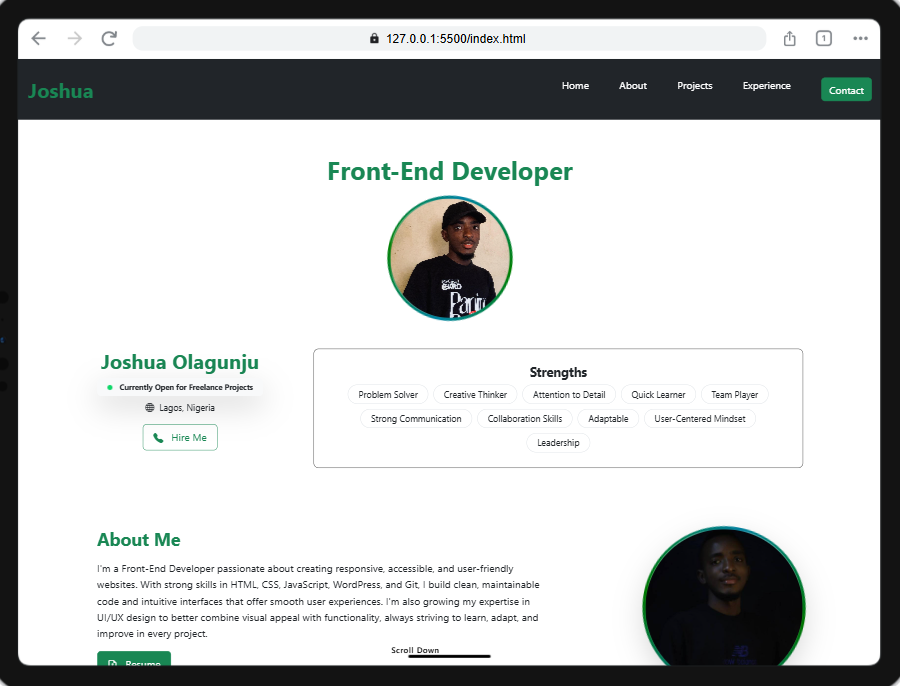 127.0.0.1:5500/index.html
1
Joshua
Home About Projects Experience Contact
Front-End Developer
Joshua Olagunju
Currently Open for Freelance Projects
Lagos, Nigeria
Hire Me
Strengths
Problem Solver Creative Thinker Attention to Detail Quick Learner Team Player
Strong Communication Collaboration Skills Adaptable User-Centered Mindset
Leadership
About Me
I'm a Front-End Developer passionate about creating responsive, accessible, and user-friendly
websites. With strong skills in HTML, CSS, JavaScript, WordPress, and Git, I build clean, maintainable
code and intuitive interfaces that offer smooth user experiences. I'm also growing my expertise in
UI/UX design to better combine visual appeal with functionality, always striving to learn, adapt, and
improve in every project.
Scroll Down
Resume